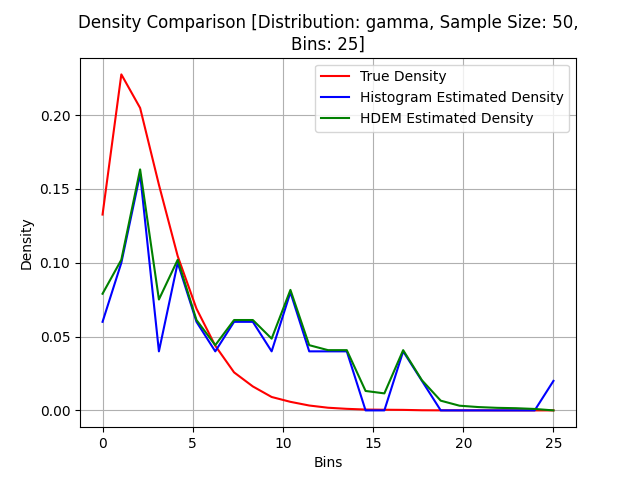 Density Comparison [Distribution: gamma, Sample Size: 50,
Bins: 25]
True Density
Histogram Estimated Density
HDEM Estimated Density
Density
0.20
0.15
0.10
0.05
0.00
0 5 10 15 20 25
Bins